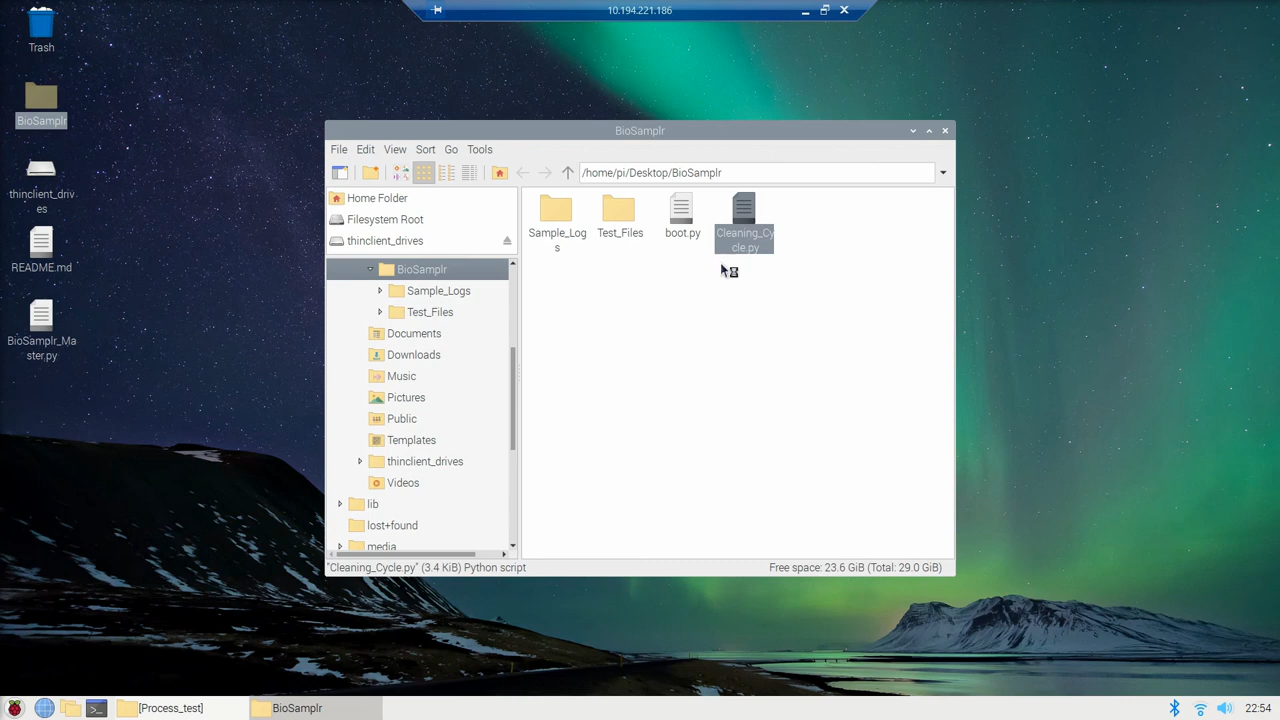 10.194.221.186
Trash
BioSamplr
thinclient_driv
es
README.md
BioSamplr_Ma
ster.py
BioSamplr
File Edit View Sort Go Tools
/home/pi/Desktop/BioSamplr
Home Folder
Filesystem Root
thinclient_drives
BioSamplr
Sample_Logs
Test_Files
Documents
Downloads
Music
Pictures
Public
Templates
thinclient_drives
Videos
lib
lost+found
media
Sample_Log
s
Test_Files
boot.py
Cleaning_Cy
cle.py
"Cleaning_Cycle.py" (3.4 KiB) Python script
Free space: 23.6 GiB (Total: 29.0 GiB)
[Process_test]
BioSamplr
22:54